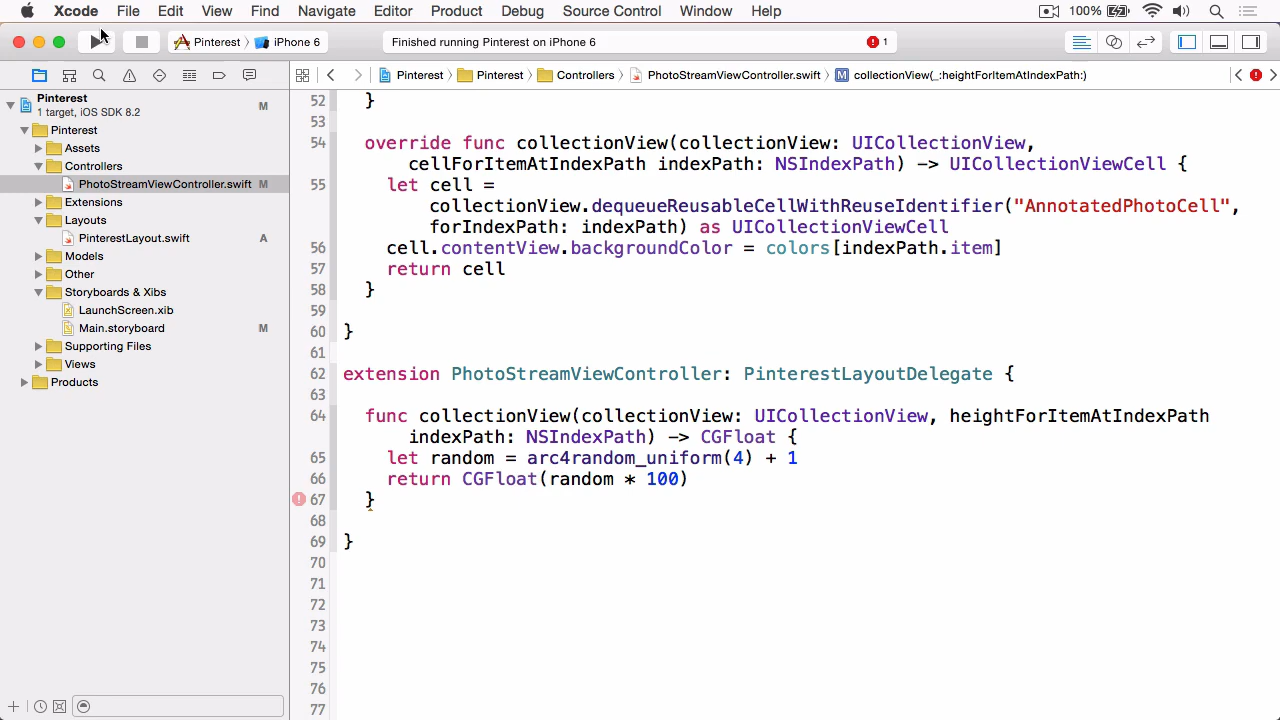 Xcode File Edit View Find Navigate Editor Product Debug Source Control Window Help 100%
Pinterest iPhone 6 Finished running Pinterest on iPhone 6 1
Pinterest Pinterest Controllers PhotoStreamViewController.swift M collectionView(_:heightForItemAtIndexPath:)
Pinterest
1 target, iOS SDK 8.2 M
Pinterest
Assets
Controllers
PhotoStreamViewController.swift M
Extensions
Layouts
PinterestLayout.swift A
Models
Other
Storyboards & Xibs
LaunchScreen.xib
Main.storyboard M
Supporting Files
Views
Products
52 }
53
54 override func collectionView(collectionView: UICollectionView,
cellForItemAtIndexPath indexPath: NSIndexPath) -> UICollectionViewCell {
55 let cell =
collectionView.dequeueReusableCellWithReuseIdentifier("AnnotatedPhotoCell",
forIndexPath: indexPath) as UICollectionViewCell
56 cell.contentView.backgroundColor = colors[indexPath.item]
57 return cell
58 }
59
60 }
61
62 extension PhotoStreamViewController: PinterestLayoutDelegate {
63
64 func collectionView(collectionView: UICollectionView, heightForItemAtIndexPath
indexPath: NSIndexPath) -> CGFloat {
65 let random = arc4random_uniform(4) + 1
66 return CGFloat(random * 100)
67 }
68
69 }
70
71
72
73
74
75
76
77